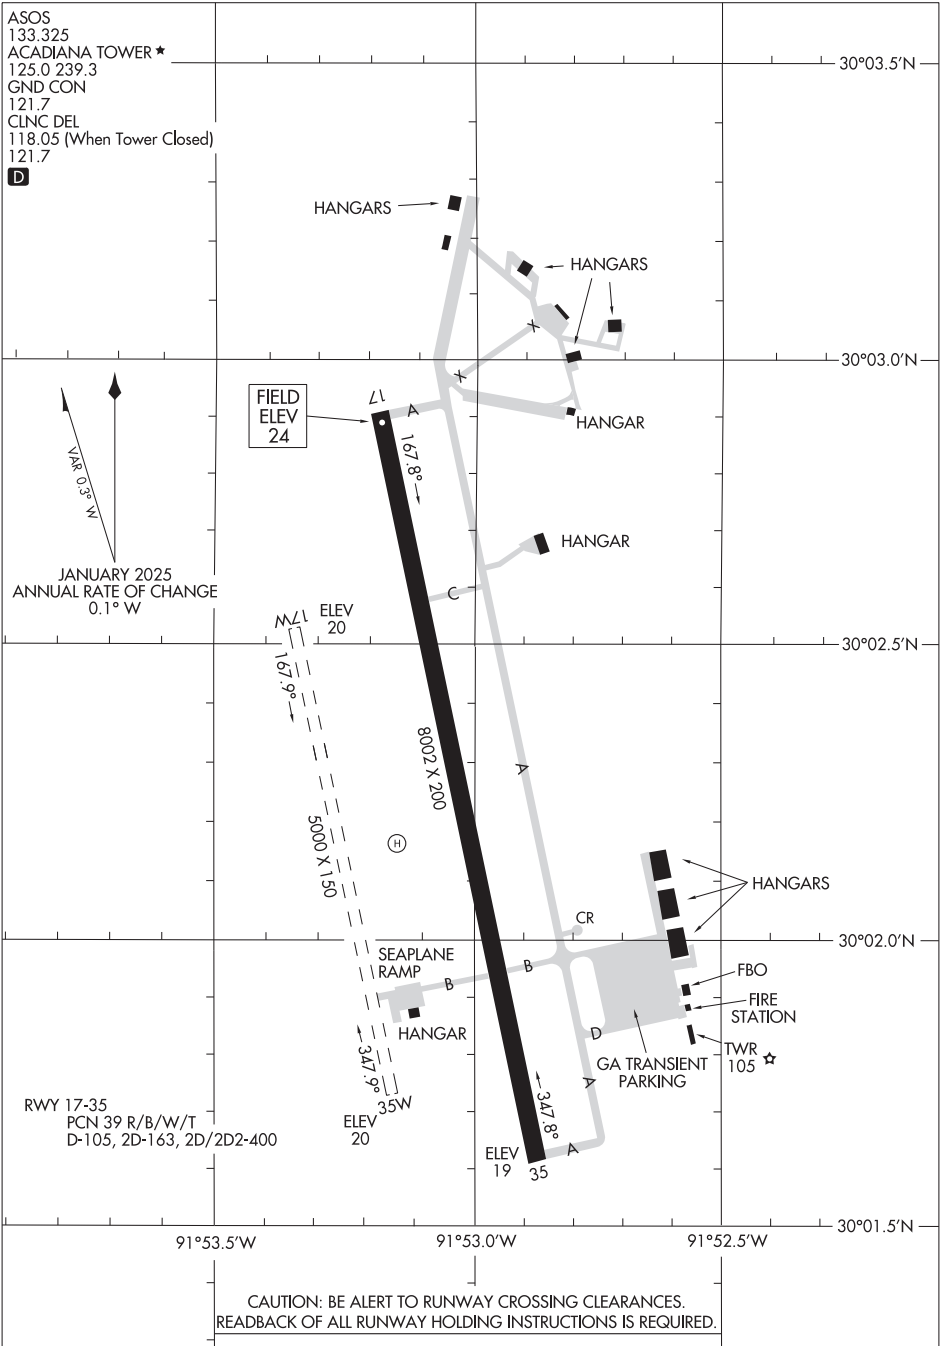 ASOS
133.325
ACADIANA TOWER ★
125.0 239.3
GND CON
121.7
CLNC DEL
118.05 (When Tower Closed)
121.7
D
30°03.5'N
HANGARS
HANGARS
X
30°03.0'N
X
FIELD
ELEV
24
17
A
HANGAR
167.8°
VAR 0.3° W
HANGAR
JANUARY 2025
ANNUAL RATE OF CHANGE
0.1° W
C
17W
ELEV
20
30°02.5'N
167.9°
8002 X 200
A
5000 X 150
H
HANGARS
CR
30°02.0'N
SEAPLANE
RAMP
B
B
FBO
FIRE
STATION
HANGAR
D
TWR
105
GA TRANSIENT
PARKING
347.9°
A
35W
ELEV
20
347.8°
RWY 17-35
PCN 39 R/B/W/T
D-105, 2D-163, 2D/2D2-400
ELEV
19
35
A
30°01.5'N
91°53.5'W
91°53.0'W
91°52.5'W
CAUTION: BE ALERT TO RUNWAY CROSSING CLEARANCES.
READBACK OF ALL RUNWAY HOLDING INSTRUCTIONS IS REQUIRED.